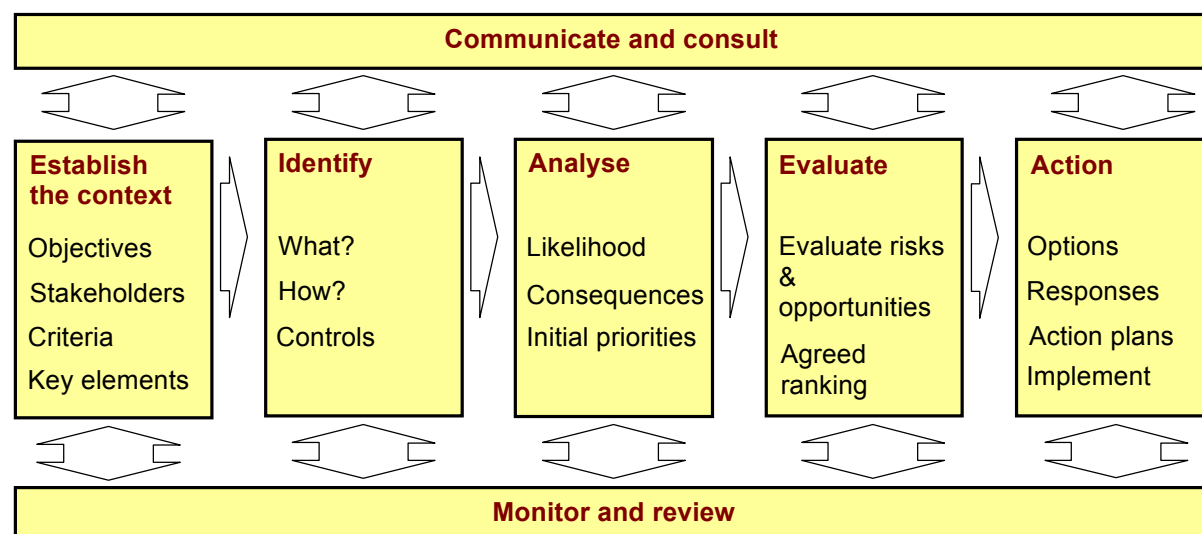 Communicate and consult
Establish
the context
Objectives
Stakeholders
Criteria
Key elements
Identify
What?
How?
Controls
Analyse
Likelihood
Consequences
Initial priorities
Evaluate
Evaluate risks
&
opportunities
Agreed
ranking
Action
Options
Responses
Action plans
Implement
Monitor and review